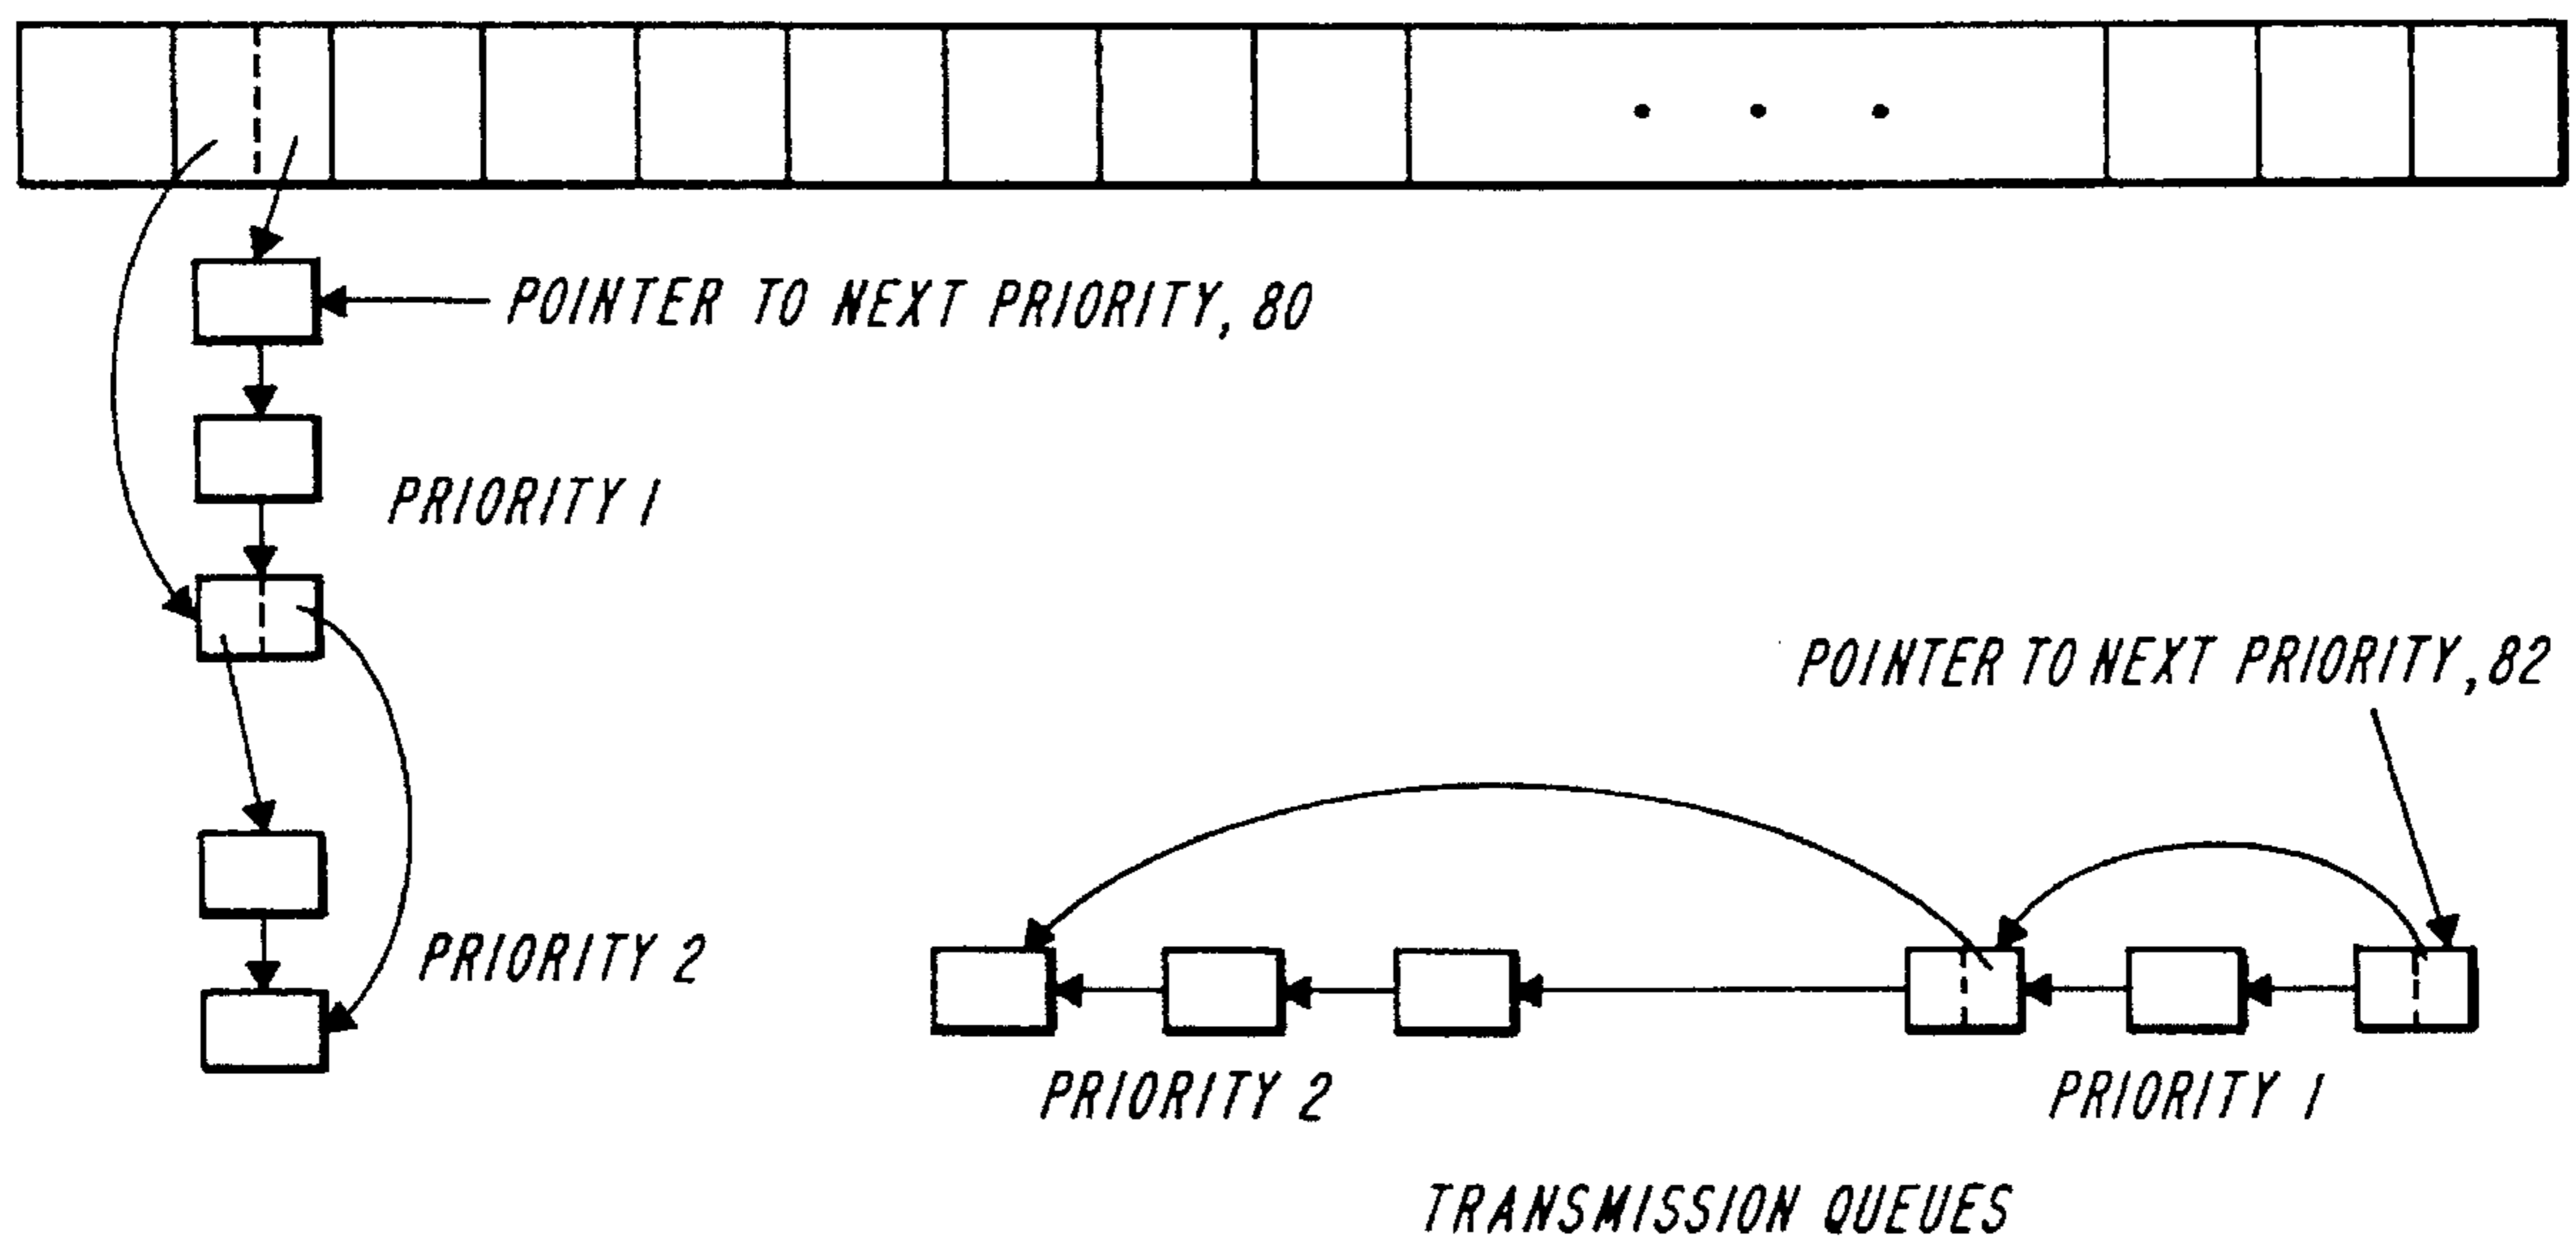 POINTER TO NEXT PRIORITY, 80
PRIORITY 1
POINTER TO NEXT PRIORITY, 82
PRIORITY 2
PRIORITY 2
PRIORITY 1
TRANSMISSION QUEUES